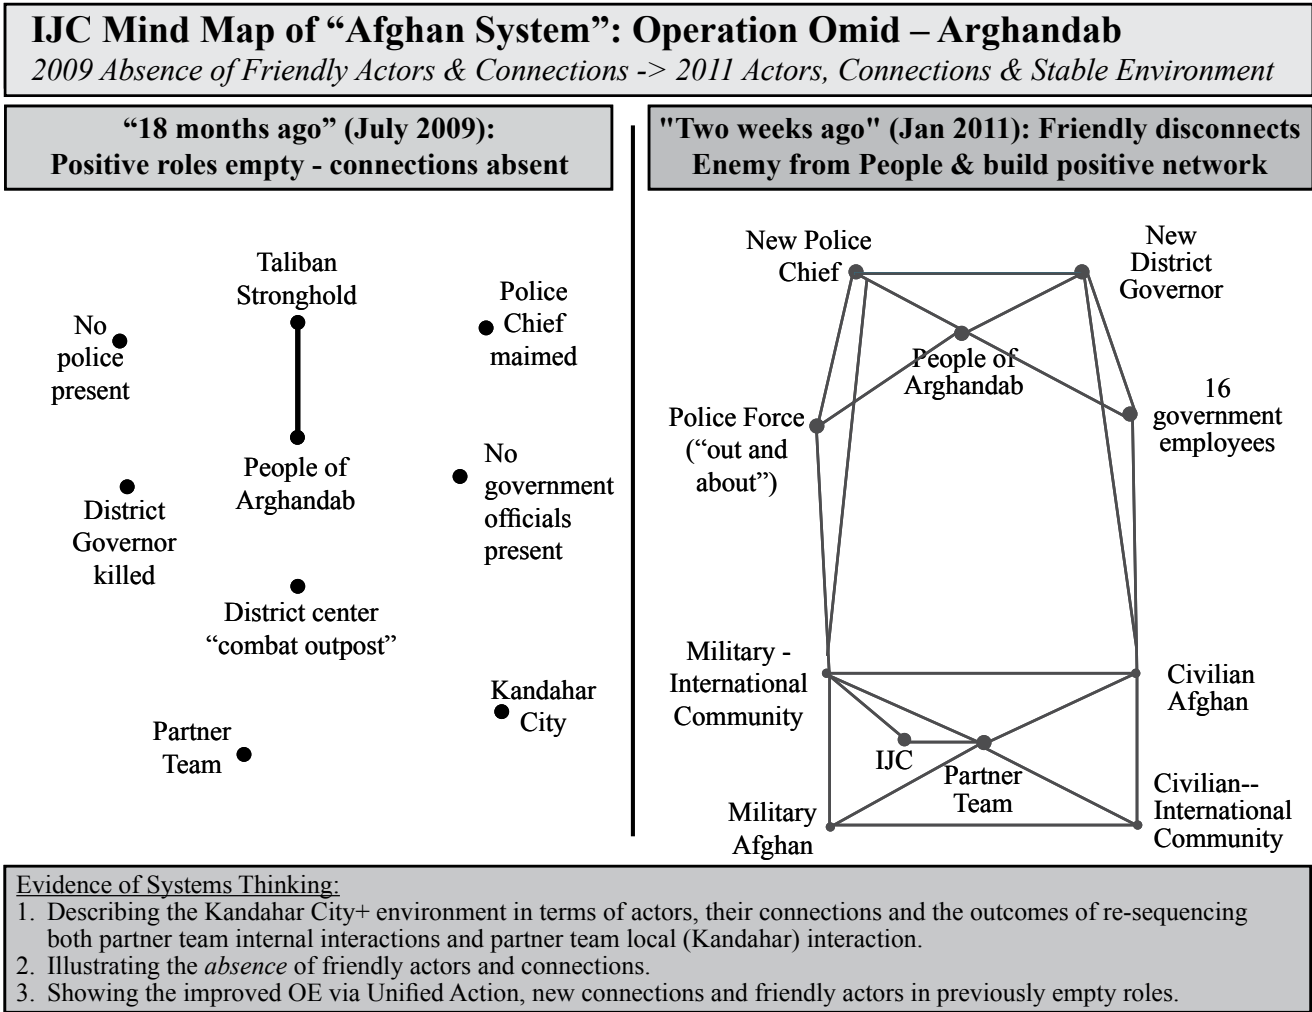 IJC Mind Map of “Afghan System”: Operation Omid – Arghandab
2009 Absence of Friendly Actors & Connections -> 2011 Actors, Connections & Stable Environment
“18 months ago” (July 2009):
Positive roles empty - connections absent
"Two weeks ago" (Jan 2011): Friendly disconnects
Enemy from People & build positive network
Taliban
Stronghold
No
police
present
Police
Chief
maimed
People of
Arghandab
No
government
officials
present
District
Governor
killed
District center
“combat outpost”
Kandahar
City
Partner
Team
New Police
Chief
New
District
Governor
People of
Arghandab
16
government
employees
Police Force
(“out and
about”)
Military -
International
Community
Civilian
Afghan
IJC
Partner
Team
Military
Afghan
Civilian--
International
Community
Evidence of Systems Thinking:
1. Describing the Kandahar City+ environment in terms of actors, their connections and the outcomes of re-sequencing
both partner team internal interactions and partner team local (Kandahar) interaction.
2. Illustrating the absence of friendly actors and connections.
3. Showing the improved OE via Unified Action, new connections and friendly actors in previously empty roles.